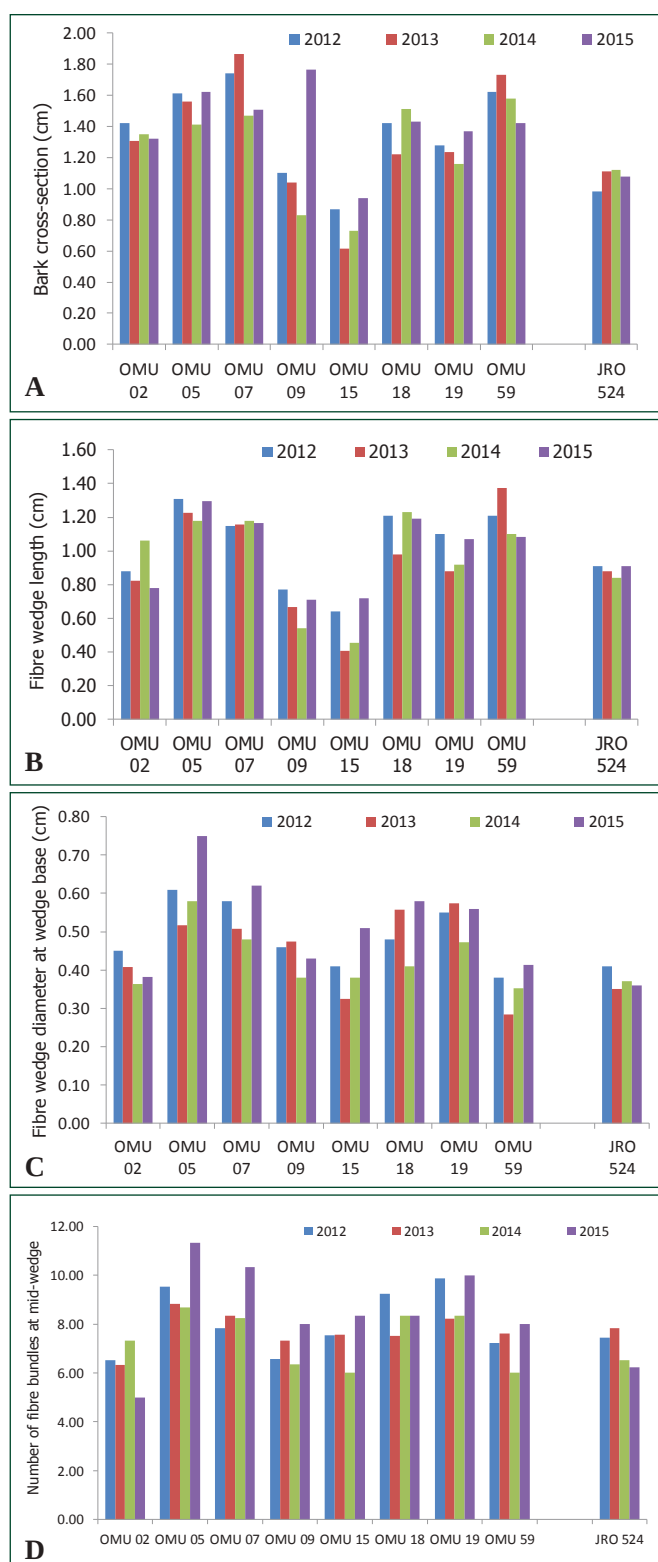 2.00
1.80
1.60
1.40
1.20
1.00
0.80
0.60
0.40
0.20
0.00
Bark cross-section (cm)
2012 2013 2014 2015
OMU 02 OMU 05 OMU 07 OMU 09 OMU 15 OMU 18 OMU 19 OMU 59 JRO 524
A
1.60
1.40
1.20
1.00
0.80
0.60
0.40
0.20
0.00
Fibre wedge length (cm)
2012 2013 2014 2015
OMU 02 OMU 05 OMU 07 OMU 09 OMU 15 OMU 18 OMU 19 OMU 59 JRO 524
B
0.80
0.70
0.60
0.50
0.40
0.30
0.20
0.10
0.00
Fibre wedge diameter at wedge base (cm)
2012 2013 2014 2015
OMU 02 OMU 05 OMU 07 OMU 09 OMU 15 OMU 18 OMU 19 OMU 59 JRO 524
C
12.00
10.00
8.00
6.00
4.00
2.00
0.00
Number of fibre bundles at mid-wedge
2012 2013 2014 2015
OMU 02 OMU 05 OMU 07 OMU 09 OMU 15 OMU 18 OMU 19 OMU 59 JRO 524
D